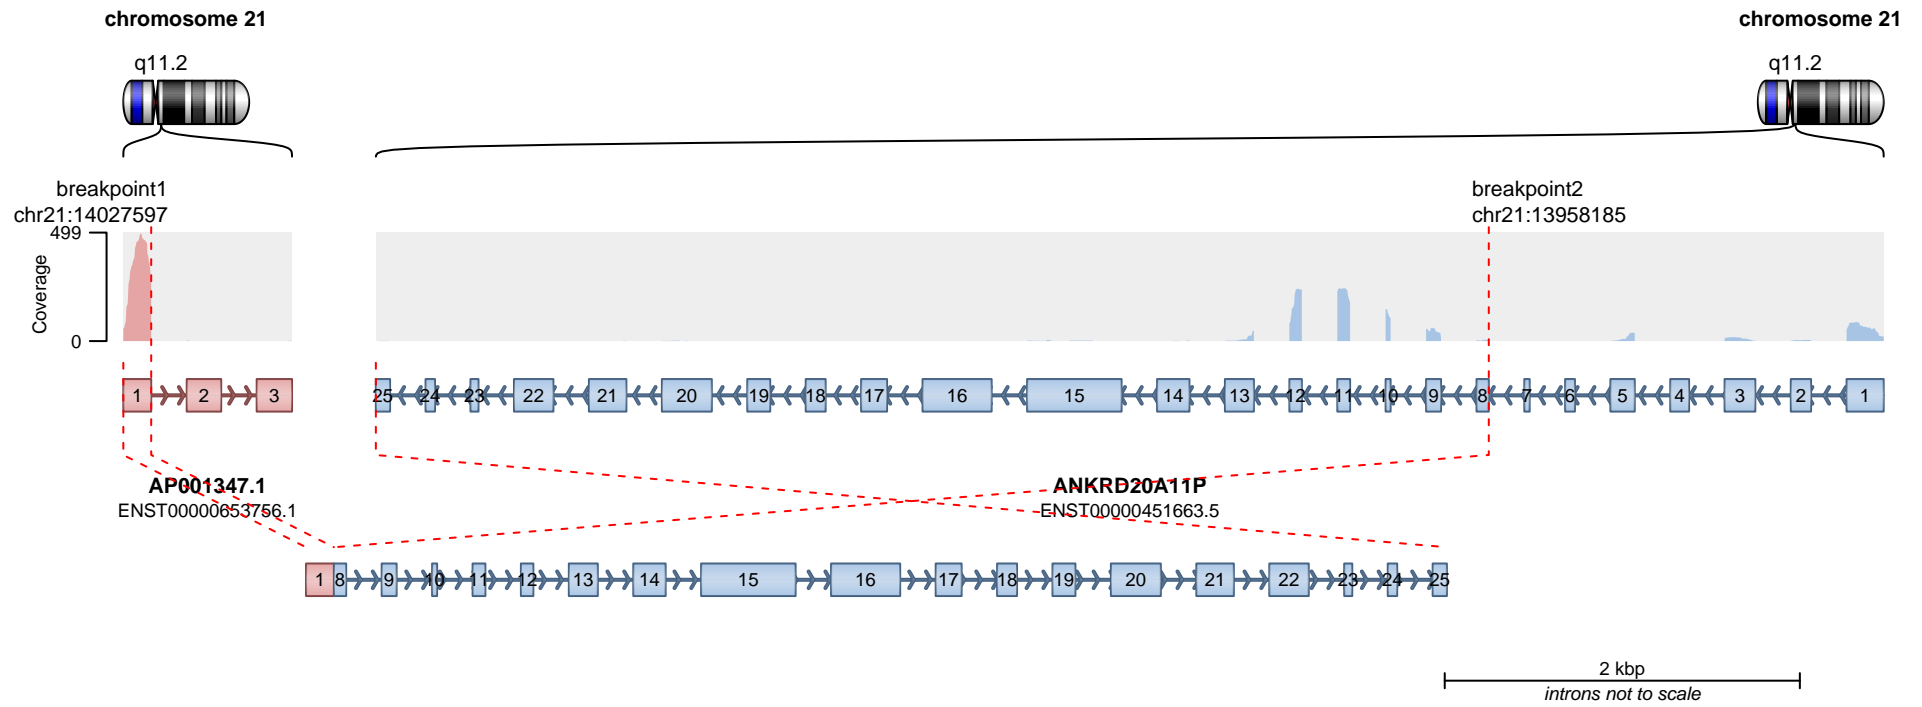 chromosome 21
chromosome 21
q11.2
q11.2
breakpoint1
chr21:14027597
breakpoint2
chr21:13958185
499
Coverage
0
1 2 3
25 24 23 22 21 20 19 18 17 16 15 14 13 12 11 10 9 8 7 6 5 4 3 2 1
AP001347.1
ENST00000653756.1
ANKRD20A11P
ENST00000451663.5
1 8 9 10 11 12 13 14 15 16 17 18 19 20 21 22 23 24 25
2 kbp
introns not to scale